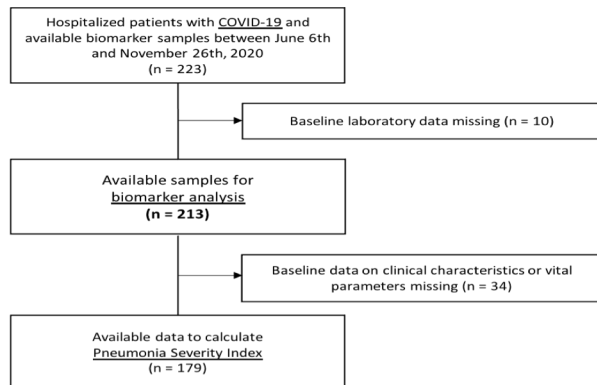 Hospitalized patients with COVID-19 and
available biomarker samples between June 6th
and November 26th, 2020
(n = 223)
Baseline laboratory data missing (n = 10)
Available samples for
biomarker analysis
(n = 213)
Baseline data on clinical characteristics or vital
parameters missing (n = 34)
Available data to calculate
Pneumonia Severity Index
(n = 179)